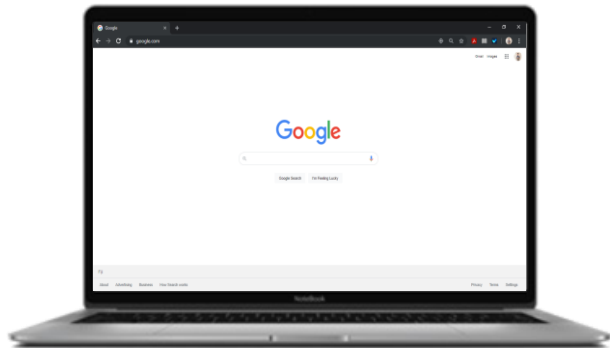 Google
google.com
Gmail Images
Google
Google Search I'm Feeling Lucky
About Advertising Business How Search works
Privacy Terms Settings
NoteBook